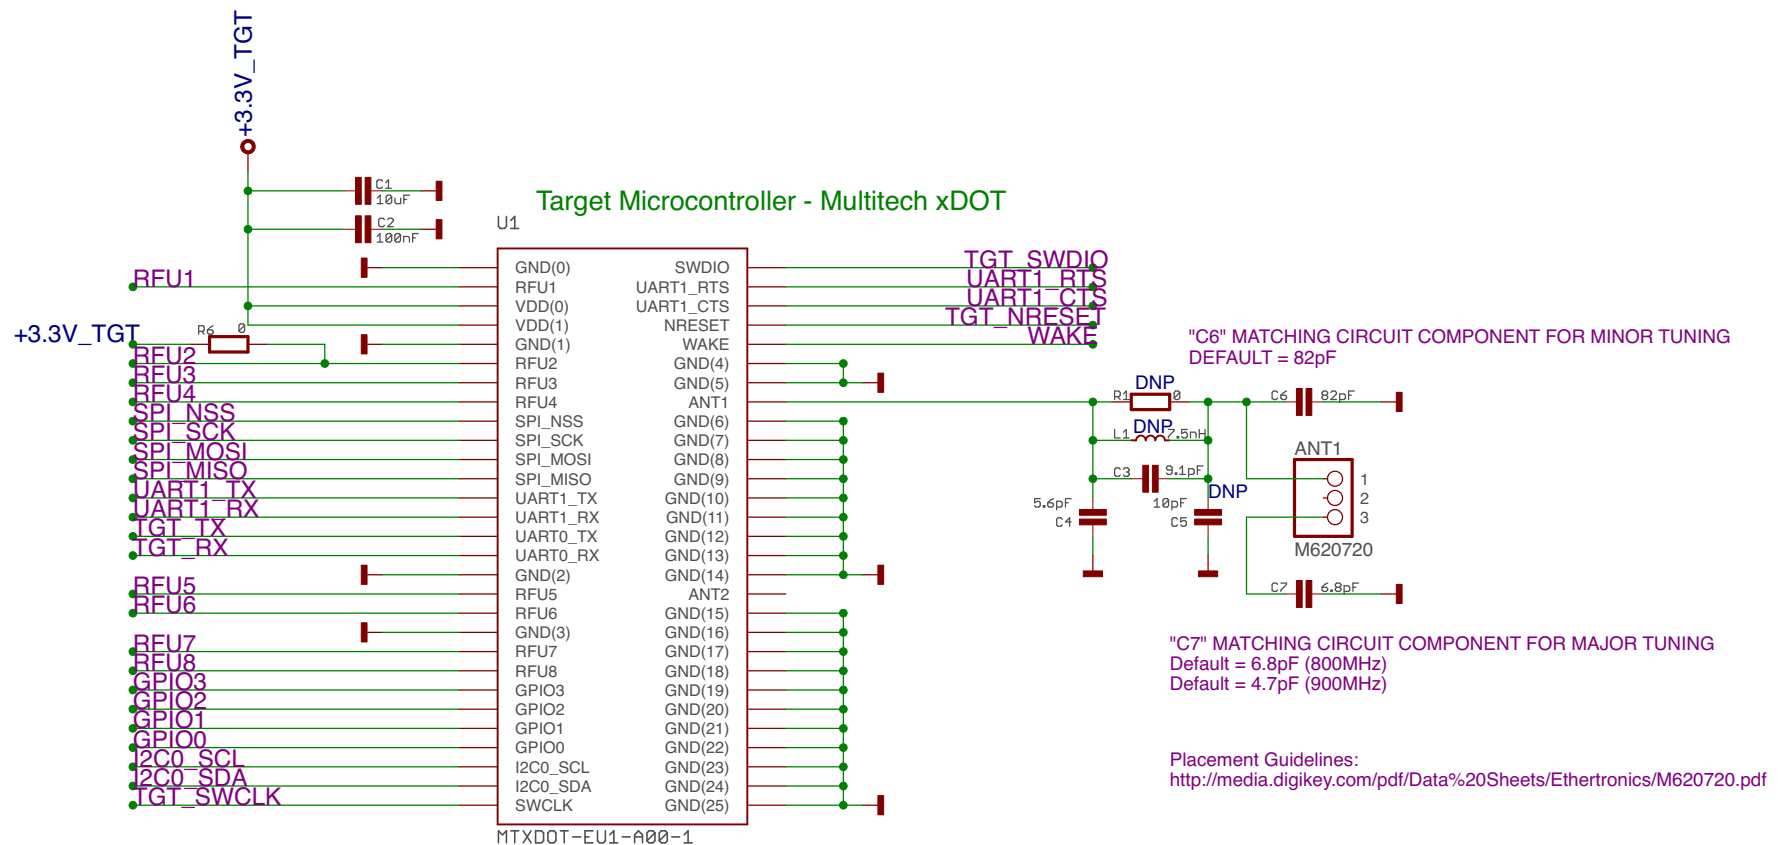 +3.3V_TGT
C1
10uF
C2
100nF
Target Microcontroller - Multitech xDOT
U1
RFU1
+3.3V_TGT
R6 0
RFU2
RFU3
RFU4
SPI_NSS
SPI_SCK
SPI_MOSI
SPI_MISO
UART1_TX
UART1_RX
TGT_TX
TGT_RX
RFU5
RFU6
RFU7
RFU8
GPIO3
GPIO2
GPIO1
GPIO0
I2C0_SCL
I2C0_SDA
TGT_SWCLK
GND(0)
RFU1
VDD(0)
VDD(1)
GND(1)
RFU2
RFU3
RFU4
SPI_NSS
SPI_SCK
SPI_MOSI
SPI_MISO
UART1_TX
UART1_RX
UART0_TX
UART0_RX
GND(2)
RFU5
RFU6
GND(3)
RFU7
RFU8
GPIO3
GPIO2
GPIO1
GPIO0
I2C0_SCL
I2C0_SDA
SWCLK
SWDIO
UART1_RTS
UART1_CTS
NRESET
WAKE
GND(4)
GND(5)
ANT1
GND(6)
GND(7)
GND(8)
GND(9)
GND(10)
GND(11)
GND(12)
GND(13)
GND(14)
ANT2
GND(15)
GND(16)
GND(17)
GND(18)
GND(19)
GND(20)
GND(21)
GND(22)
GND(23)
GND(24)
GND(25)
MTXDOT-EU1-A00-1
TGT_SWDIO
UART1_RTS
UART1_CTS
TGT_NRESET
WAKE
"C6" MATCHING CIRCUIT COMPONENT FOR MINOR TUNING
DEFAULT = 82pF
DNP
R1 0
DNP
L1 7.5nH
C3 9.1pF
DNP
5.6pF
C4
10pF
C5
C6 82pF
ANT1
1
2
3
M620720
C7 6.8pF
"C7" MATCHING CIRCUIT COMPONENT FOR MAJOR TUNING
Default = 6.8pF (800MHz)
Default = 4.7pF (900MHz)
Placement Guidelines:
http://media.digikey.com/pdf/Data%20Sheets/Ethertronics/M620720.pdf